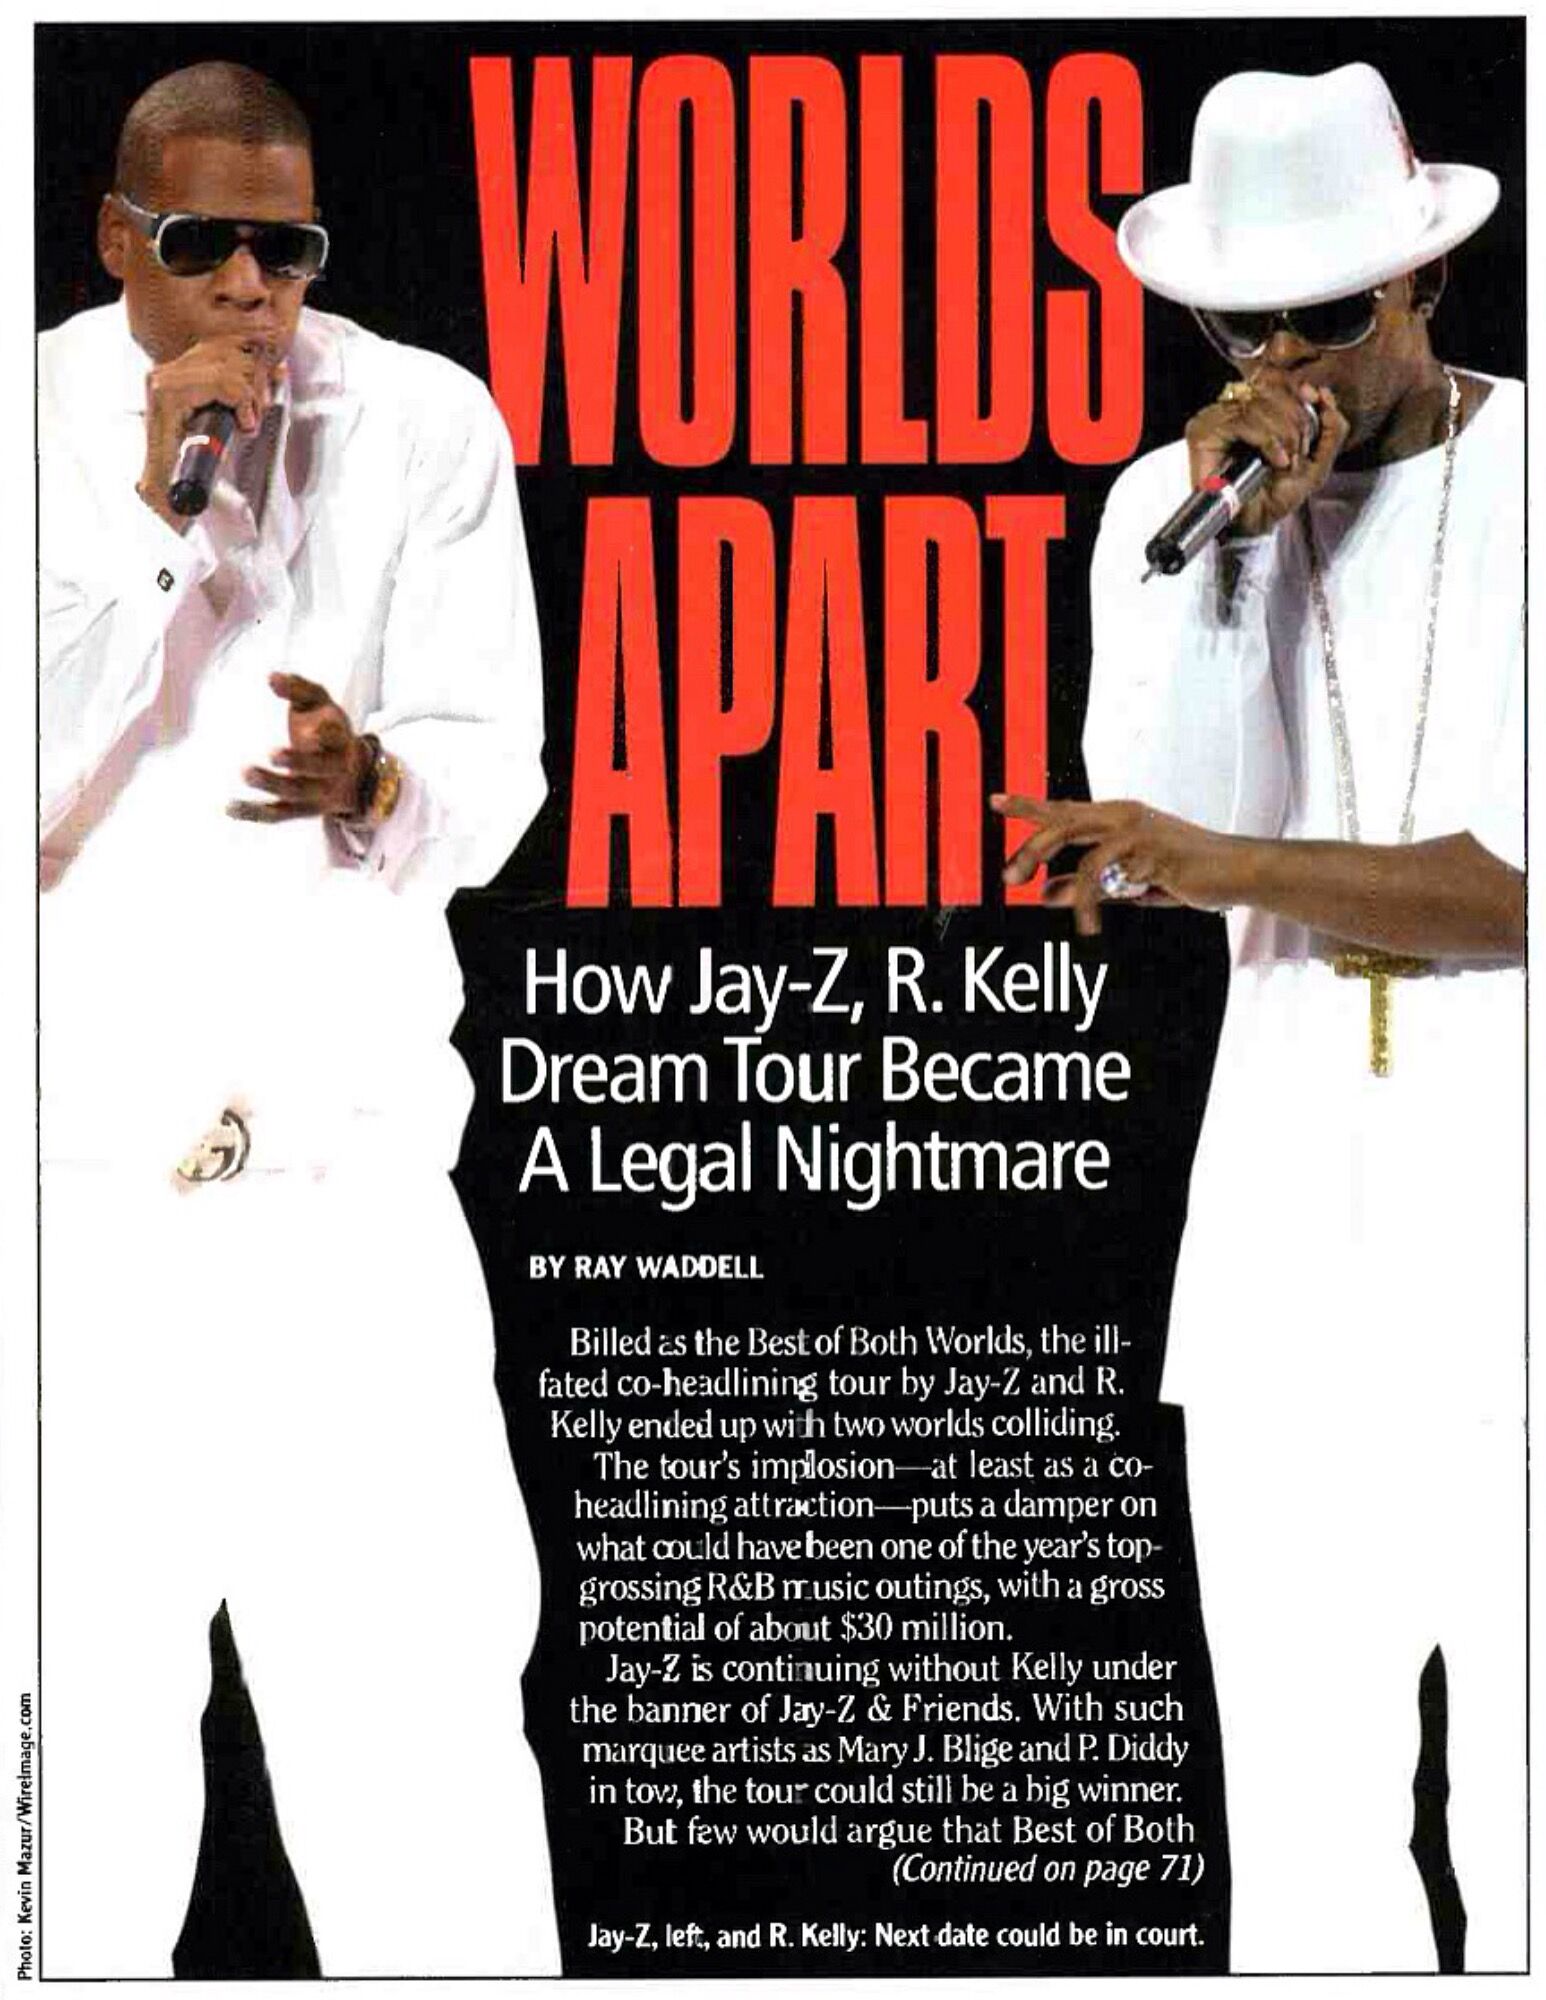 WORLDS
APART
How Jay-Z, R. Kelly
Dream Tour Became
A Legal Nightmare
BY RAY WADDELL
Billed as the Best of Both Worlds, the ill-
fated co-headlining tour by Jay-Z and R.
Kelly ended up with two worlds colliding.
The tour's implosion—at least as a co-
headlining attraction—puts a damper on
what could have been one of the year's top-
grossing R&B music outings, with a gross
potential of about $30 million.
Jay-Z is continuing without Kelly under
the banner of Jay-Z & Friends. With such
marquee artists as Mary J. Blige and P. Diddy
in tow, the tour could still be a big winner.
But few would argue that Best of Both
(Continued on page 71)
Jay-Z, left, and R. Kelly: Next date could be in court.
Photo: Kevin Mazur/WireImage.com